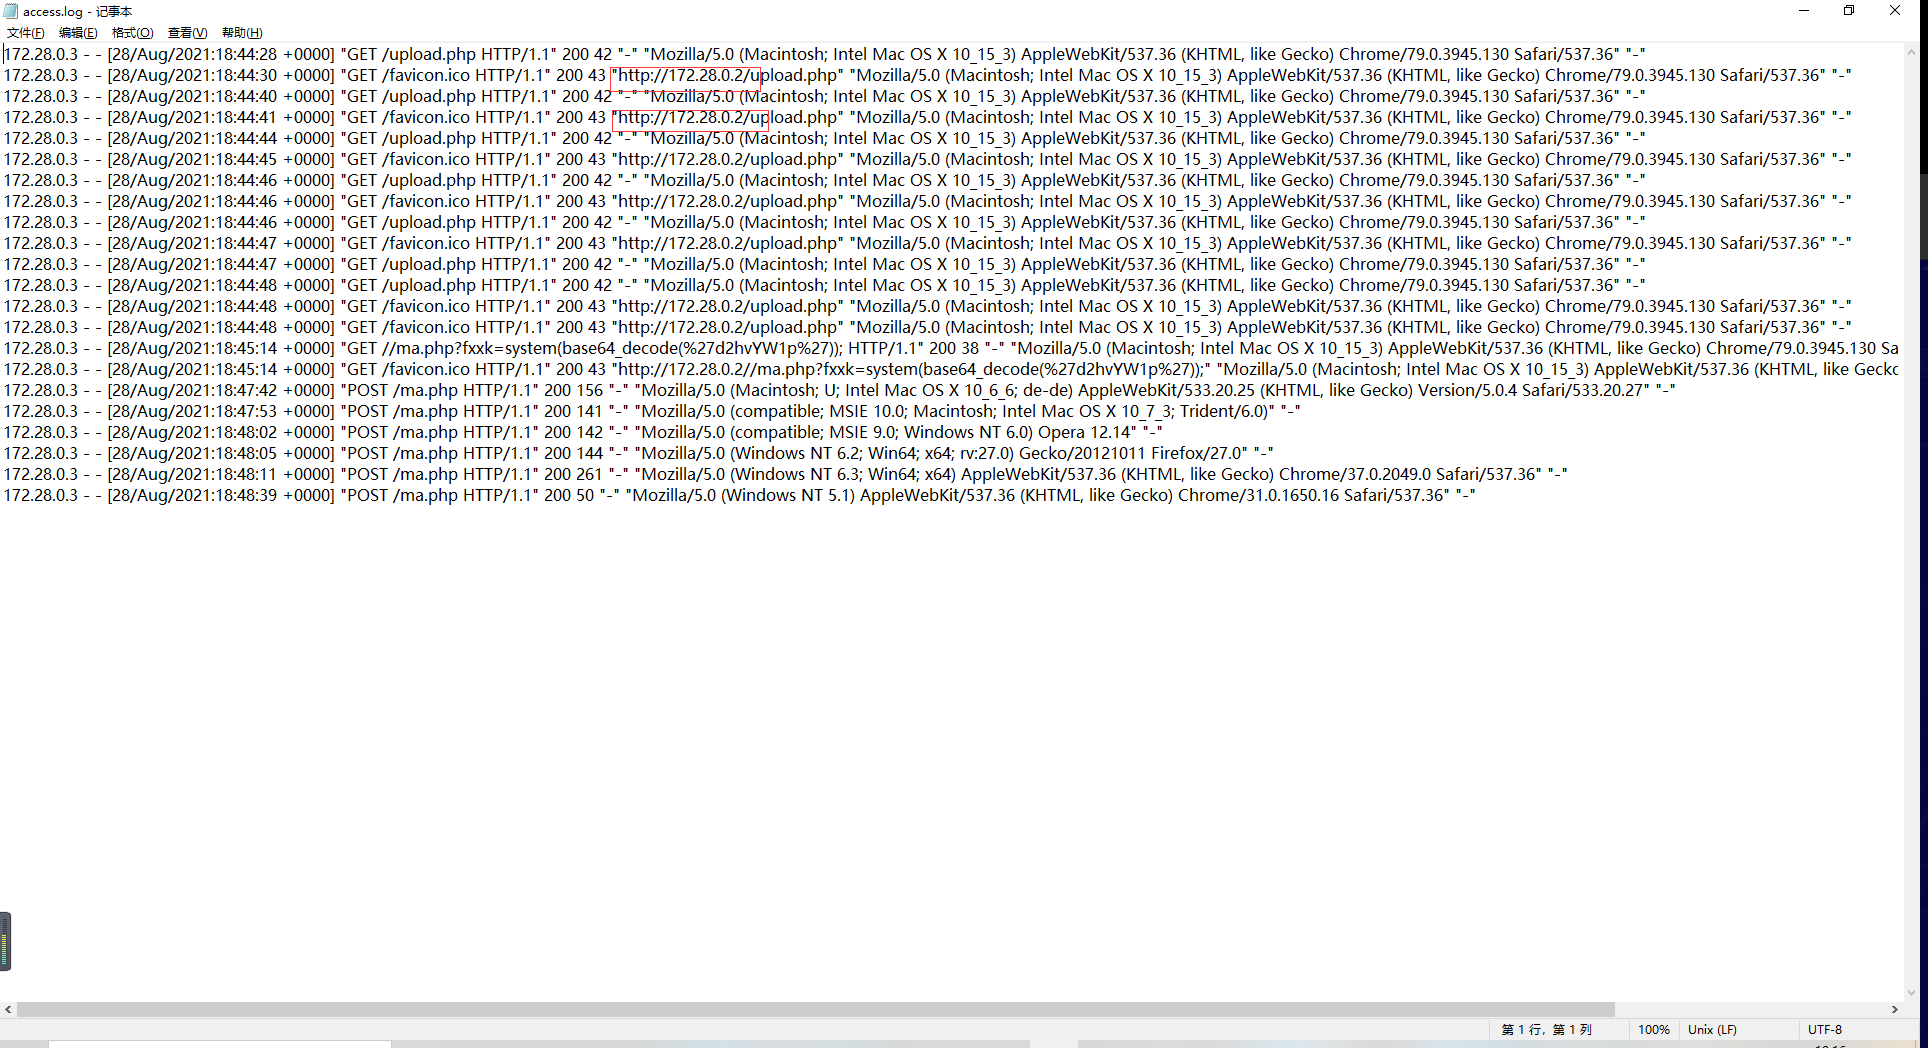 access.log - 记事本
文件(F) 编辑(E) 格式(O) 查看(V) 帮助(H)
172.28.0.3 - - [28/Aug/2021:18:44:28 +0000] "GET /upload.php HTTP/1.1" 200 42 "-" "Mozilla/5.0 (Macintosh; Intel Mac OS X 10_15_3) AppleWebKit/537.36 (KHTML, like Gecko) Chrome/79.0.3945.130 Safari/537.36" "-"
172.28.0.3 - - [28/Aug/2021:18:44:30 +0000] "GET /favicon.ico HTTP/1.1" 200 43 "http://172.28.0.2/upload.php" "Mozilla/5.0 (Macintosh; Intel Mac OS X 10_15_3) AppleWebKit/537.36 (KHTML, like Gecko) Chrome/79.0.3945.130 Safari/537.36" "-"
172.28.0.3 - - [28/Aug/2021:18:44:40 +0000] "GET /upload.php HTTP/1.1" 200 42 "-" "Mozilla/5.0 (Macintosh; Intel Mac OS X 10_15_3) AppleWebKit/537.36 (KHTML, like Gecko) Chrome/79.0.3945.130 Safari/537.36" "-"
172.28.0.3 - - [28/Aug/2021:18:44:41 +0000] "GET /favicon.ico HTTP/1.1" 200 43 "http://172.28.0.2/upload.php" "Mozilla/5.0 (Macintosh; Intel Mac OS X 10_15_3) AppleWebKit/537.36 (KHTML, like Gecko) Chrome/79.0.3945.130 Safari/537.36" "-"
172.28.0.3 - - [28/Aug/2021:18:44:44 +0000] "GET /upload.php HTTP/1.1" 200 42 "-" "Mozilla/5.0 (Macintosh; Intel Mac OS X 10_15_3) AppleWebKit/537.36 (KHTML, like Gecko) Chrome/79.0.3945.130 Safari/537.36" "-"
172.28.0.3 - - [28/Aug/2021:18:44:45 +0000] "GET /favicon.ico HTTP/1.1" 200 43 "http://172.28.0.2/upload.php" "Mozilla/5.0 (Macintosh; Intel Mac OS X 10_15_3) AppleWebKit/537.36 (KHTML, like Gecko) Chrome/79.0.3945.130 Safari/537.36" "-"
172.28.0.3 - - [28/Aug/2021:18:44:46 +0000] "GET /upload.php HTTP/1.1" 200 42 "-" "Mozilla/5.0 (Macintosh; Intel Mac OS X 10_15_3) AppleWebKit/537.36 (KHTML, like Gecko) Chrome/79.0.3945.130 Safari/537.36" "-"
172.28.0.3 - - [28/Aug/2021:18:44:46 +0000] "GET /favicon.ico HTTP/1.1" 200 43 "http://172.28.0.2/upload.php" "Mozilla/5.0 (Macintosh; Intel Mac OS X 10_15_3) AppleWebKit/537.36 (KHTML, like Gecko) Chrome/79.0.3945.130 Safari/537.36" "-"
172.28.0.3 - - [28/Aug/2021:18:44:46 +0000] "GET /upload.php HTTP/1.1" 200 42 "-" "Mozilla/5.0 (Macintosh; Intel Mac OS X 10_15_3) AppleWebKit/537.36 (KHTML, like Gecko) Chrome/79.0.3945.130 Safari/537.36" "-"
172.28.0.3 - - [28/Aug/2021:18:44:47 +0000] "GET /favicon.ico HTTP/1.1" 200 43 "http://172.28.0.2/upload.php" "Mozilla/5.0 (Macintosh; Intel Mac OS X 10_15_3) AppleWebKit/537.36 (KHTML, like Gecko) Chrome/79.0.3945.130 Safari/537.36" "-"
172.28.0.3 - - [28/Aug/2021:18:44:47 +0000] "GET /upload.php HTTP/1.1" 200 42 "-" "Mozilla/5.0 (Macintosh; Intel Mac OS X 10_15_3) AppleWebKit/537.36 (KHTML, like Gecko) Chrome/79.0.3945.130 Safari/537.36" "-"
172.28.0.3 - - [28/Aug/2021:18:44:48 +0000] "GET /upload.php HTTP/1.1" 200 42 "-" "Mozilla/5.0 (Macintosh; Intel Mac OS X 10_15_3) AppleWebKit/537.36 (KHTML, like Gecko) Chrome/79.0.3945.130 Safari/537.36" "-"
172.28.0.3 - - [28/Aug/2021:18:44:48 +0000] "GET /favicon.ico HTTP/1.1" 200 43 "http://172.28.0.2/upload.php" "Mozilla/5.0 (Macintosh; Intel Mac OS X 10_15_3) AppleWebKit/537.36 (KHTML, like Gecko) Chrome/79.0.3945.130 Safari/537.36" "-"
172.28.0.3 - - [28/Aug/2021:18:44:48 +0000] "GET /favicon.ico HTTP/1.1" 200 43 "http://172.28.0.2/upload.php" "Mozilla/5.0 (Macintosh; Intel Mac OS X 10_15_3) AppleWebKit/537.36 (KHTML, like Gecko) Chrome/79.0.3945.130 Safari/537.36" "-"
172.28.0.3 - - [28/Aug/2021:18:45:14 +0000] "GET //ma.php?fxxk=system(base64_decode(%27d2hvYW1p%27)); HTTP/1.1" 200 38 "-" "Mozilla/5.0 (Macintosh; Intel Mac OS X 10_15_3) AppleWebKit/537.36 (KHTML, like Gecko) Chrome/79.0.3945.130 Sa
172.28.0.3 - - [28/Aug/2021:18:45:14 +0000] "GET /favicon.ico HTTP/1.1" 200 43 "http://172.28.0.2//ma.php?fxxk=system(base64_decode(%27d2hvYW1p%27));" "Mozilla/5.0 (Macintosh; Intel Mac OS X 10_15_3) AppleWebKit/537.36 (KHTML, like Gecko
172.28.0.3 - - [28/Aug/2021:18:47:42 +0000] "POST /ma.php HTTP/1.1" 200 156 "-" "Mozilla/5.0 (Macintosh; U; Intel Mac OS X 10_6_6; de-de) AppleWebKit/533.20.25 (KHTML, like Gecko) Version/5.0.4 Safari/533.20.27" "-"
172.28.0.3 - - [28/Aug/2021:18:47:53 +0000] "POST /ma.php HTTP/1.1" 200 141 "-" "Mozilla/5.0 (compatible; MSIE 10.0; Macintosh; Intel Mac OS X 10_7_3; Trident/6.0)" "-"
172.28.0.3 - - [28/Aug/2021:18:48:02 +0000] "POST /ma.php HTTP/1.1" 200 142 "-" "Mozilla/5.0 (compatible; MSIE 9.0; Windows NT 6.0) Opera 12.14" "-"
172.28.0.3 - - [28/Aug/2021:18:48:05 +0000] "POST /ma.php HTTP/1.1" 200 144 "-" "Mozilla/5.0 (Windows NT 6.2; Win64; x64; rv:27.0) Gecko/20121011 Firefox/27.0" "-"
172.28.0.3 - - [28/Aug/2021:18:48:11 +0000] "POST /ma.php HTTP/1.1" 200 261 "-" "Mozilla/5.0 (Windows NT 6.3; Win64; x64) AppleWebKit/537.36 (KHTML, like Gecko) Chrome/37.0.2049.0 Safari/537.36" "-"
172.28.0.3 - - [28/Aug/2021:18:48:39 +0000] "POST /ma.php HTTP/1.1" 200 50 "-" "Mozilla/5.0 (Windows NT 5.1) AppleWebKit/537.36 (KHTML, like Gecko) Chrome/31.0.1650.16 Safari/537.36" "-"
第 1 行，第 1 列 100% Unix (LF) UTF-8